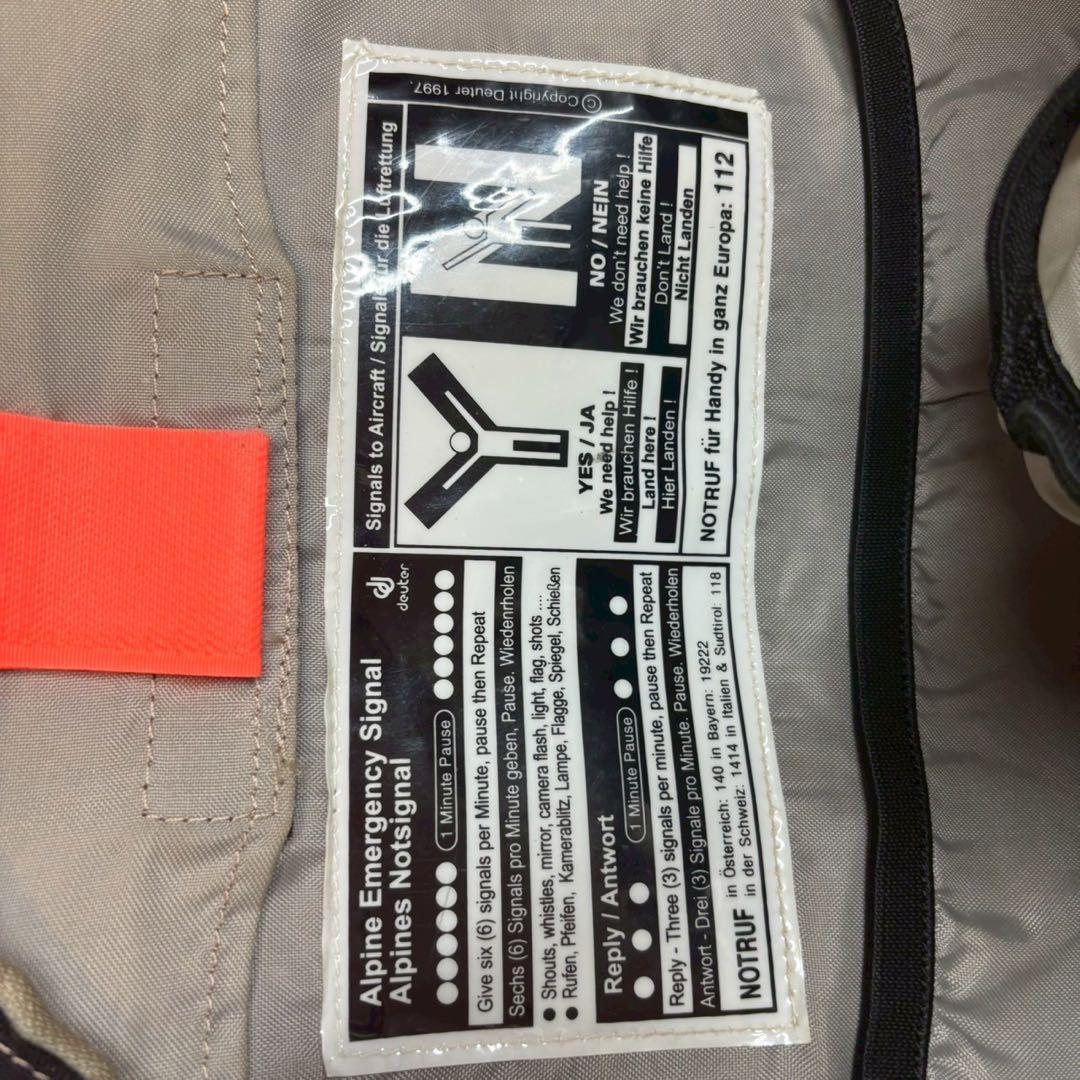 Alpine Emergency Signal
Alpines Notsignal
deuter
1 Minute Pause
Give six (6) signals per Minute, pause then Repeat
Sechs (6) Signals pro Minute geben, Pause. Wiedenrholen
● Shouts, whistles, mirror, camera flash, light, flag, shots ....
● Rufen, Pfeifen, Kamerablitz, Lampe, Flagge, Spiegel, Schießen
Reply / Antwort
1 Minute Pause
Reply - Three (3) signals per minute, pause then Repeat
Antwort - Drei (3) Signale pro Minute. Pause. Wiederholen
NOTRUF in Österreich: 140 in Bayern: 19222
in der Schweiz: 1414 in Italien & Sudtirol: 118
Signals to Aircraft / Signale für die Luftrettung
YES / JA
We need help !
Wir brauchen Hilfe !
Land here !
Hier Landen !
N
NO / NEIN
We don't need help !
Wir brauchen keine Hilfe
Don't Land !
Nicht Landen
NOTRUF für Handy in ganz Europa: 112
© Copyright Deuter 1997.